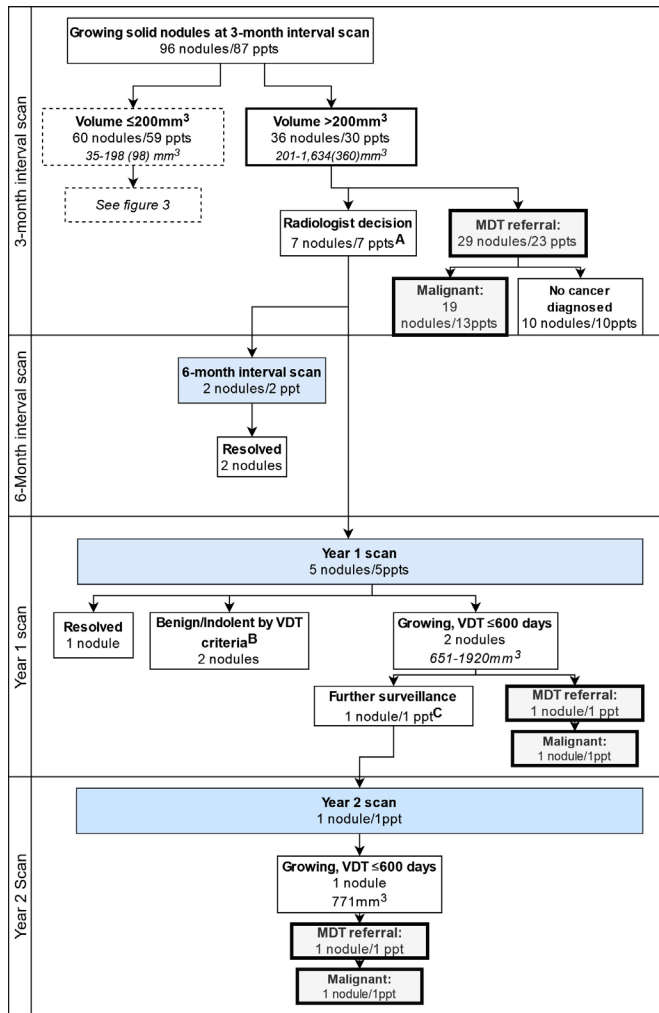 3-month interval scan
Growing solid nodules at 3-month interval scan
96 nodules/87 ppts
Volume ≤200mm³
60 nodules/59 ppts
35-198 (98) mm³
Volume >200mm³
36 nodules/30 ppts
201-1,634(360)mm³
See figure 3
Radiologist decision
7 nodules/7 pptsA
MDT referral:
29 nodules/23 ppts
Malignant:
19
nodules/13ppts
No cancer
diagnosed
10 nodules/10ppts
6-Month interval scan
6-month interval scan
2 nodules/2 ppt
Resolved
2 nodules
Year 1 scan
Year 1 scan
5 nodules/5ppts
Resolved
1 nodule
Benign/Indolent by VDT
criteriaB
2 nodules
Growing, VDT ≤600 days
2 nodules
651-1920mm³
Further surveillance
1 nodule/1 pptC
MDT referral:
1 nodule/1 ppt
Malignant:
1 nodule/1ppt
Year 2 Scan
Year 2 scan
1 nodule/1ppt
Growing, VDT ≤600 days
1 nodule
771mm³
MDT referral:
1 nodule/1 ppt
Malignant:
1 nodule/1ppt